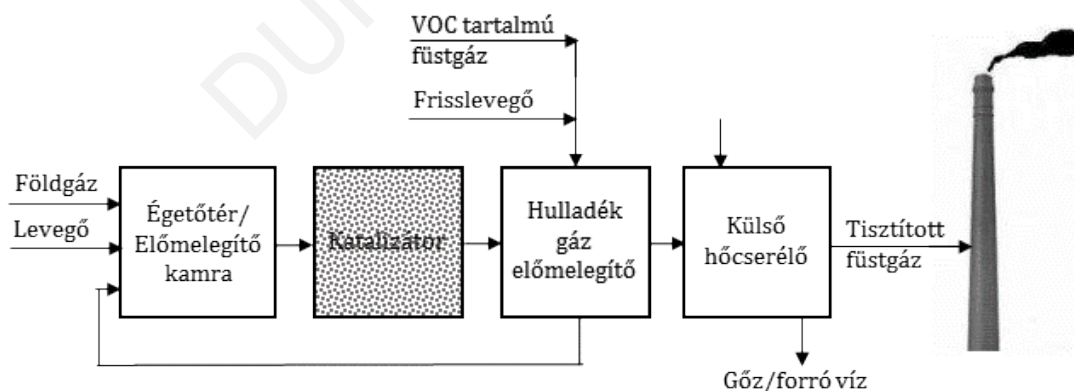 VOC tartalmú
füstgáz
Frisslevegő
Földgáz
Levegő
Égetőtér/
Előmelegítő
kamra
Katalizátor
Hulladék
gáz
előmelegítő
Külső
hőcserélő
Tisztított
füstgáz
Gőz/forró víz